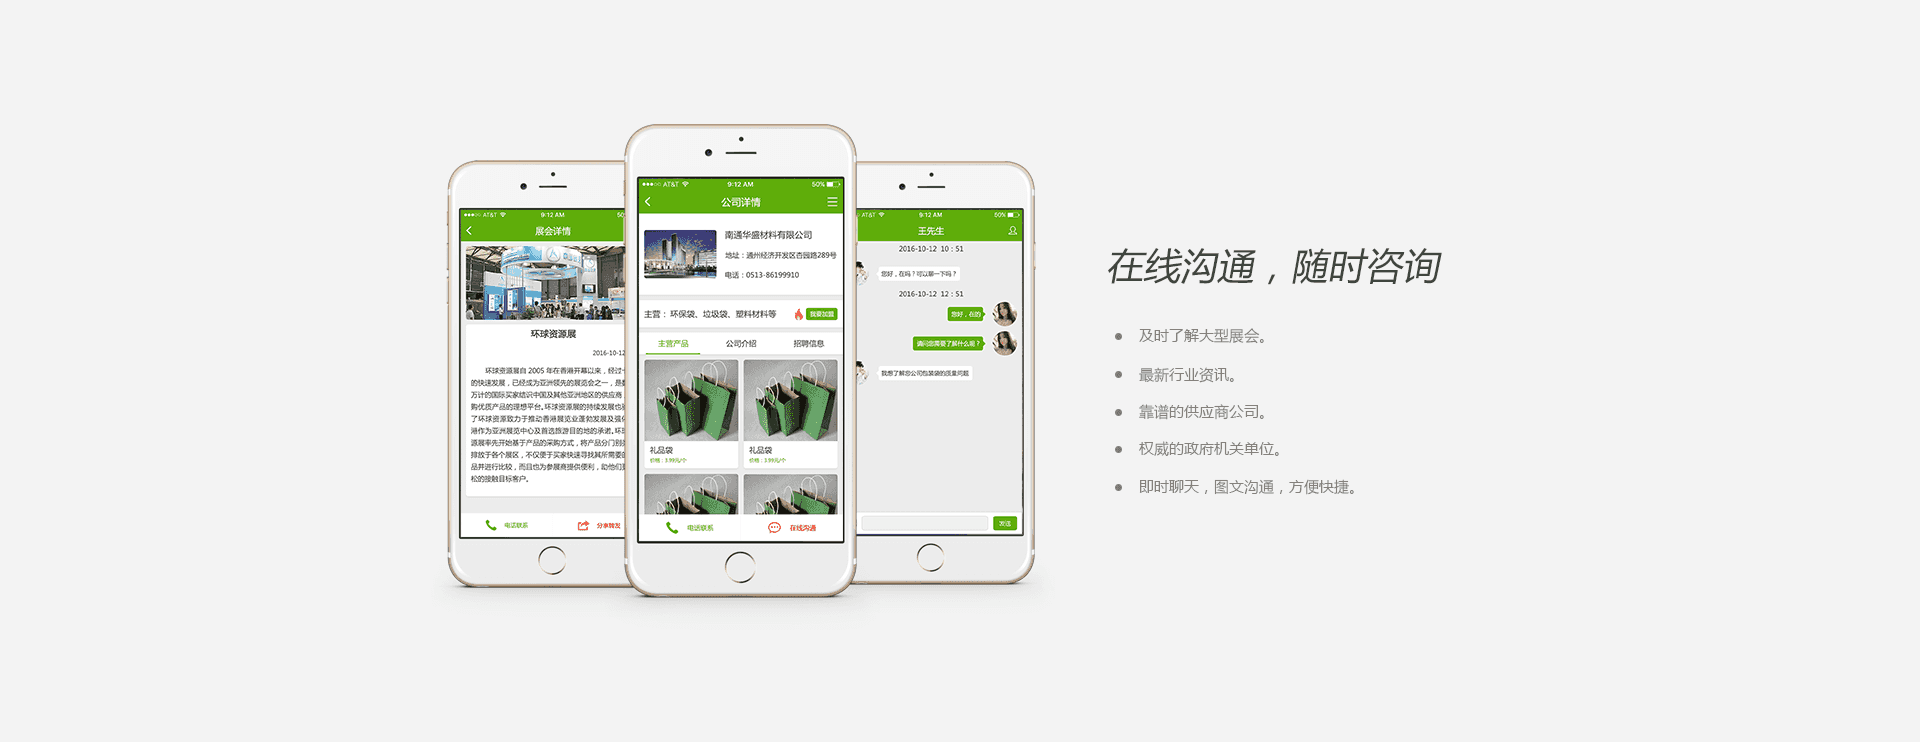 AT&T
9:12 AM
50
展会详情
环球资源展
2016-10-12
环球资源展自 2005 年在香港开幕以来，经过十
的快速发展，已经成为亚洲领先的展览会之一，是
万计的国际买家结识中国及其他亚洲地区的供应商
购优质产品的理想平台。环球资源展的持续发展也
了环球资源致力于推动香港展览业蓬勃发展及强
港作为亚洲展览中心及首选旅游目的地的承诺。环
源展率先开始基于产品的采购方式，将产品分门别
排放于各个展区，不仅便于买家快速寻找其所需要的
品并进行比较，而且也为参展商提供便利，助他们
松的接触目标客户。
电话联系
分享转发
AT&T
9:12 AM
50%
公司详情
南通华盛材料有限公司
地址：通州经济开发区杏园路289号
电话：0513-86199910
主营： 环保袋、垃圾袋、塑料材料等
我要加盟
主营产品
公司介绍
招聘信息
礼品袋
价格：3.99元/个
礼品袋
价格：3.99元/个
电话联系
在线沟通
AT&T
9:12 AM
00%
王先生
2016-10-12 10：51
您好，在吗？可以聊一下吗？
2016-10-12 12：51
您好，在的
请问您需要了解什么呢？
我想了解您公司包装袋的质量问题
发送
在线沟通，随时咨询
及时了解大型展会。
最新行业资讯。
靠谱的供应商公司。
权威的政府机关单位。
即时聊天，图文沟通，方便快捷。